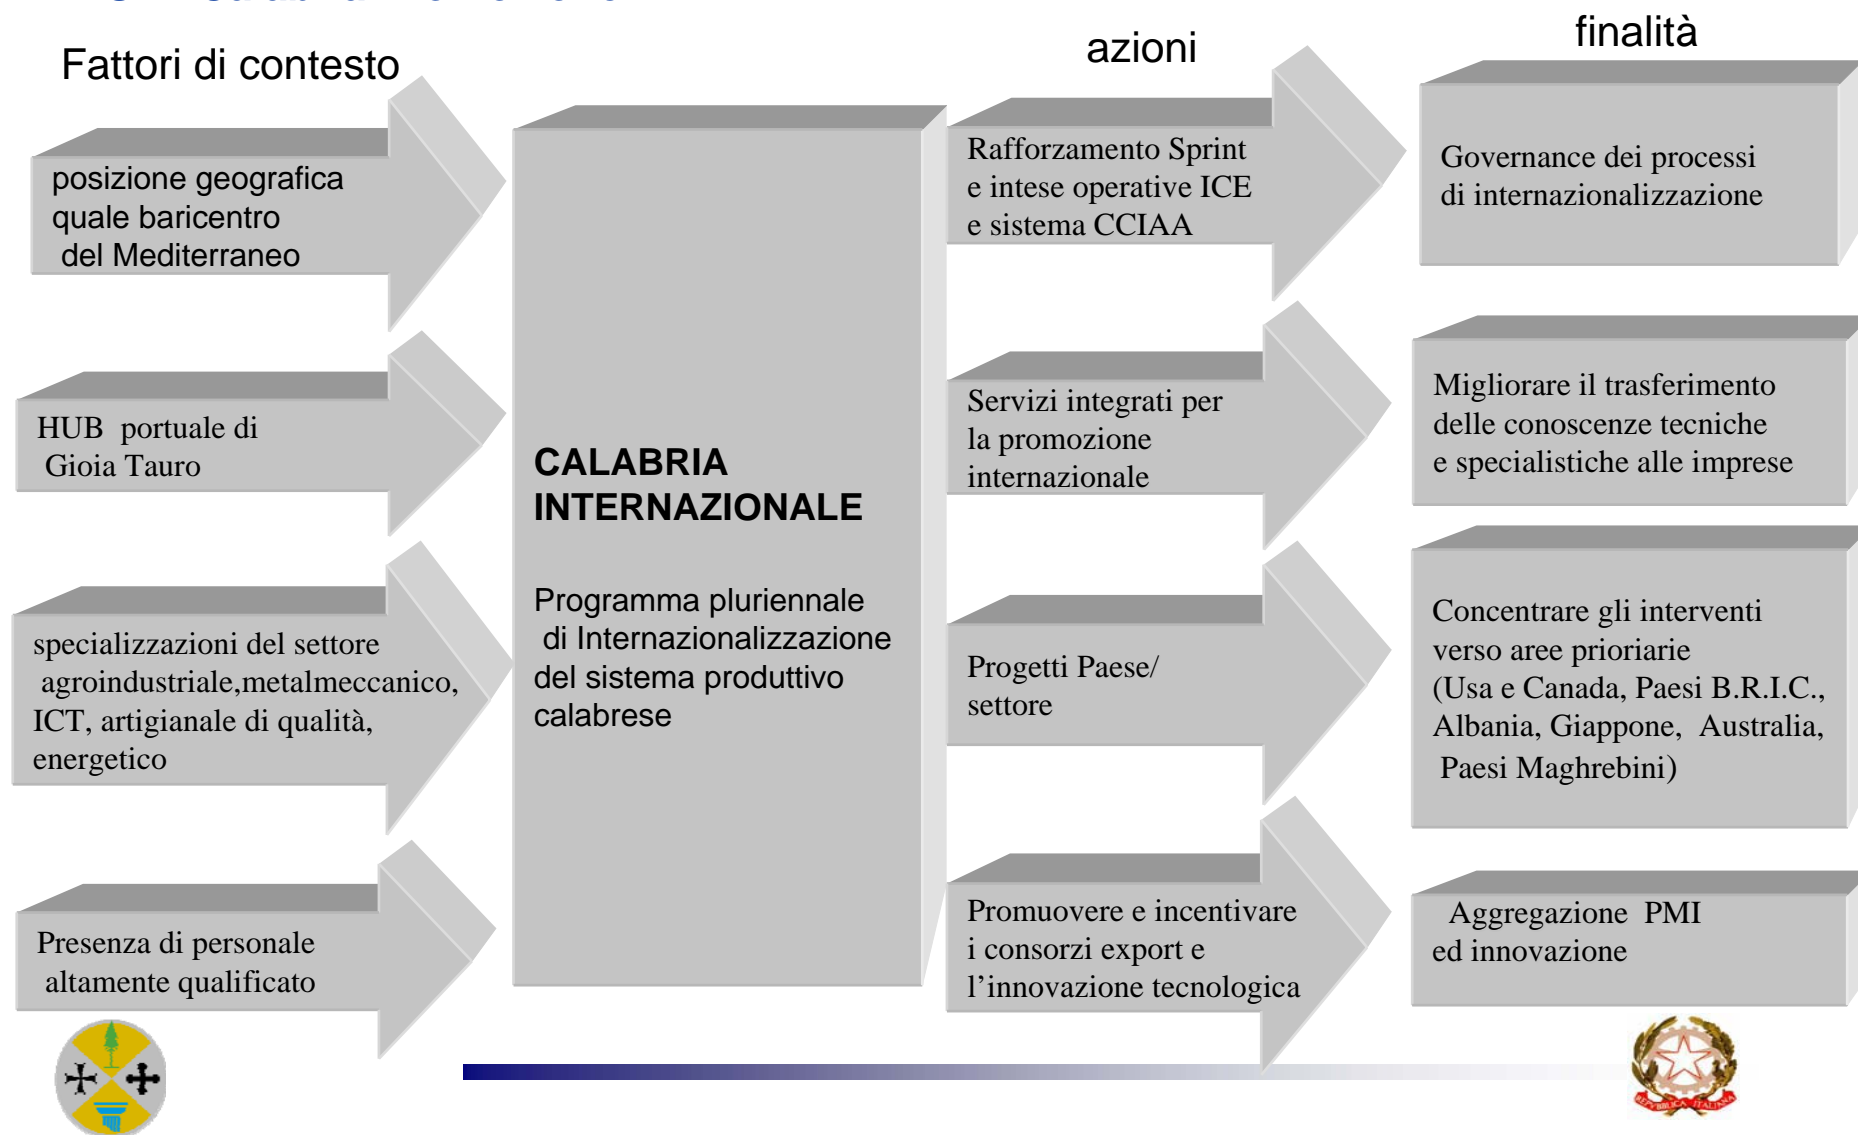 Fattori di contesto
posizione geografica
quale baricentro
del Mediterraneo
HUB portuale di
Gioia Tauro
specializzazioni del settore
agroindustriale,metalmeccanico,
ICT, artigianale di qualità,
energetico
Presenza di personale
altamente qualificato
CALABRIA
INTERNAZIONALE
Programma pluriennale
di Internazionalizzazione
del sistema produttivo
calabrese
azioni
Rafforzamento Sprint
e intese operative ICE
e sistema CCIAA
Servizi integrati per
la promozione
internazionale
Progetti Paese/
settore
Promuovere e incentivare
i consorzi export e
l’innovazione tecnologica
finalità
Governance dei processi
di internazionalizzazione
Migliorare il trasferimento
delle conoscenze tecniche
e specialistiche alle imprese
Concentrare gli interventi
verso aree prioriarie
(Usa e Canada, Paesi B.R.I.C.,
Albania, Giappone, Australia,
Paesi Maghrebini)
Aggregazione PMI
ed innovazione
REPVBBLICA ITALIANA